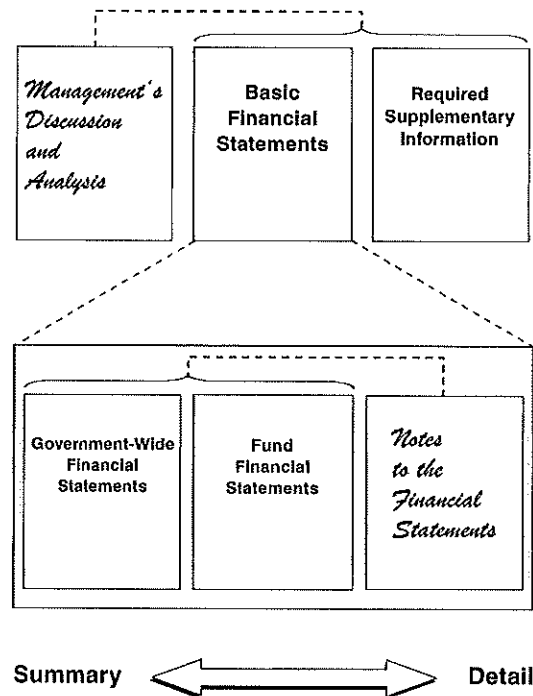 Management's
Discussion
and
Analysis
Basic
Financial
Statements
Required
Supplementary
Information
Government-Wide
Financial
Statements
Fund
Financial
Statements
Notes
to the
Financial
Statements
Summary
Detail